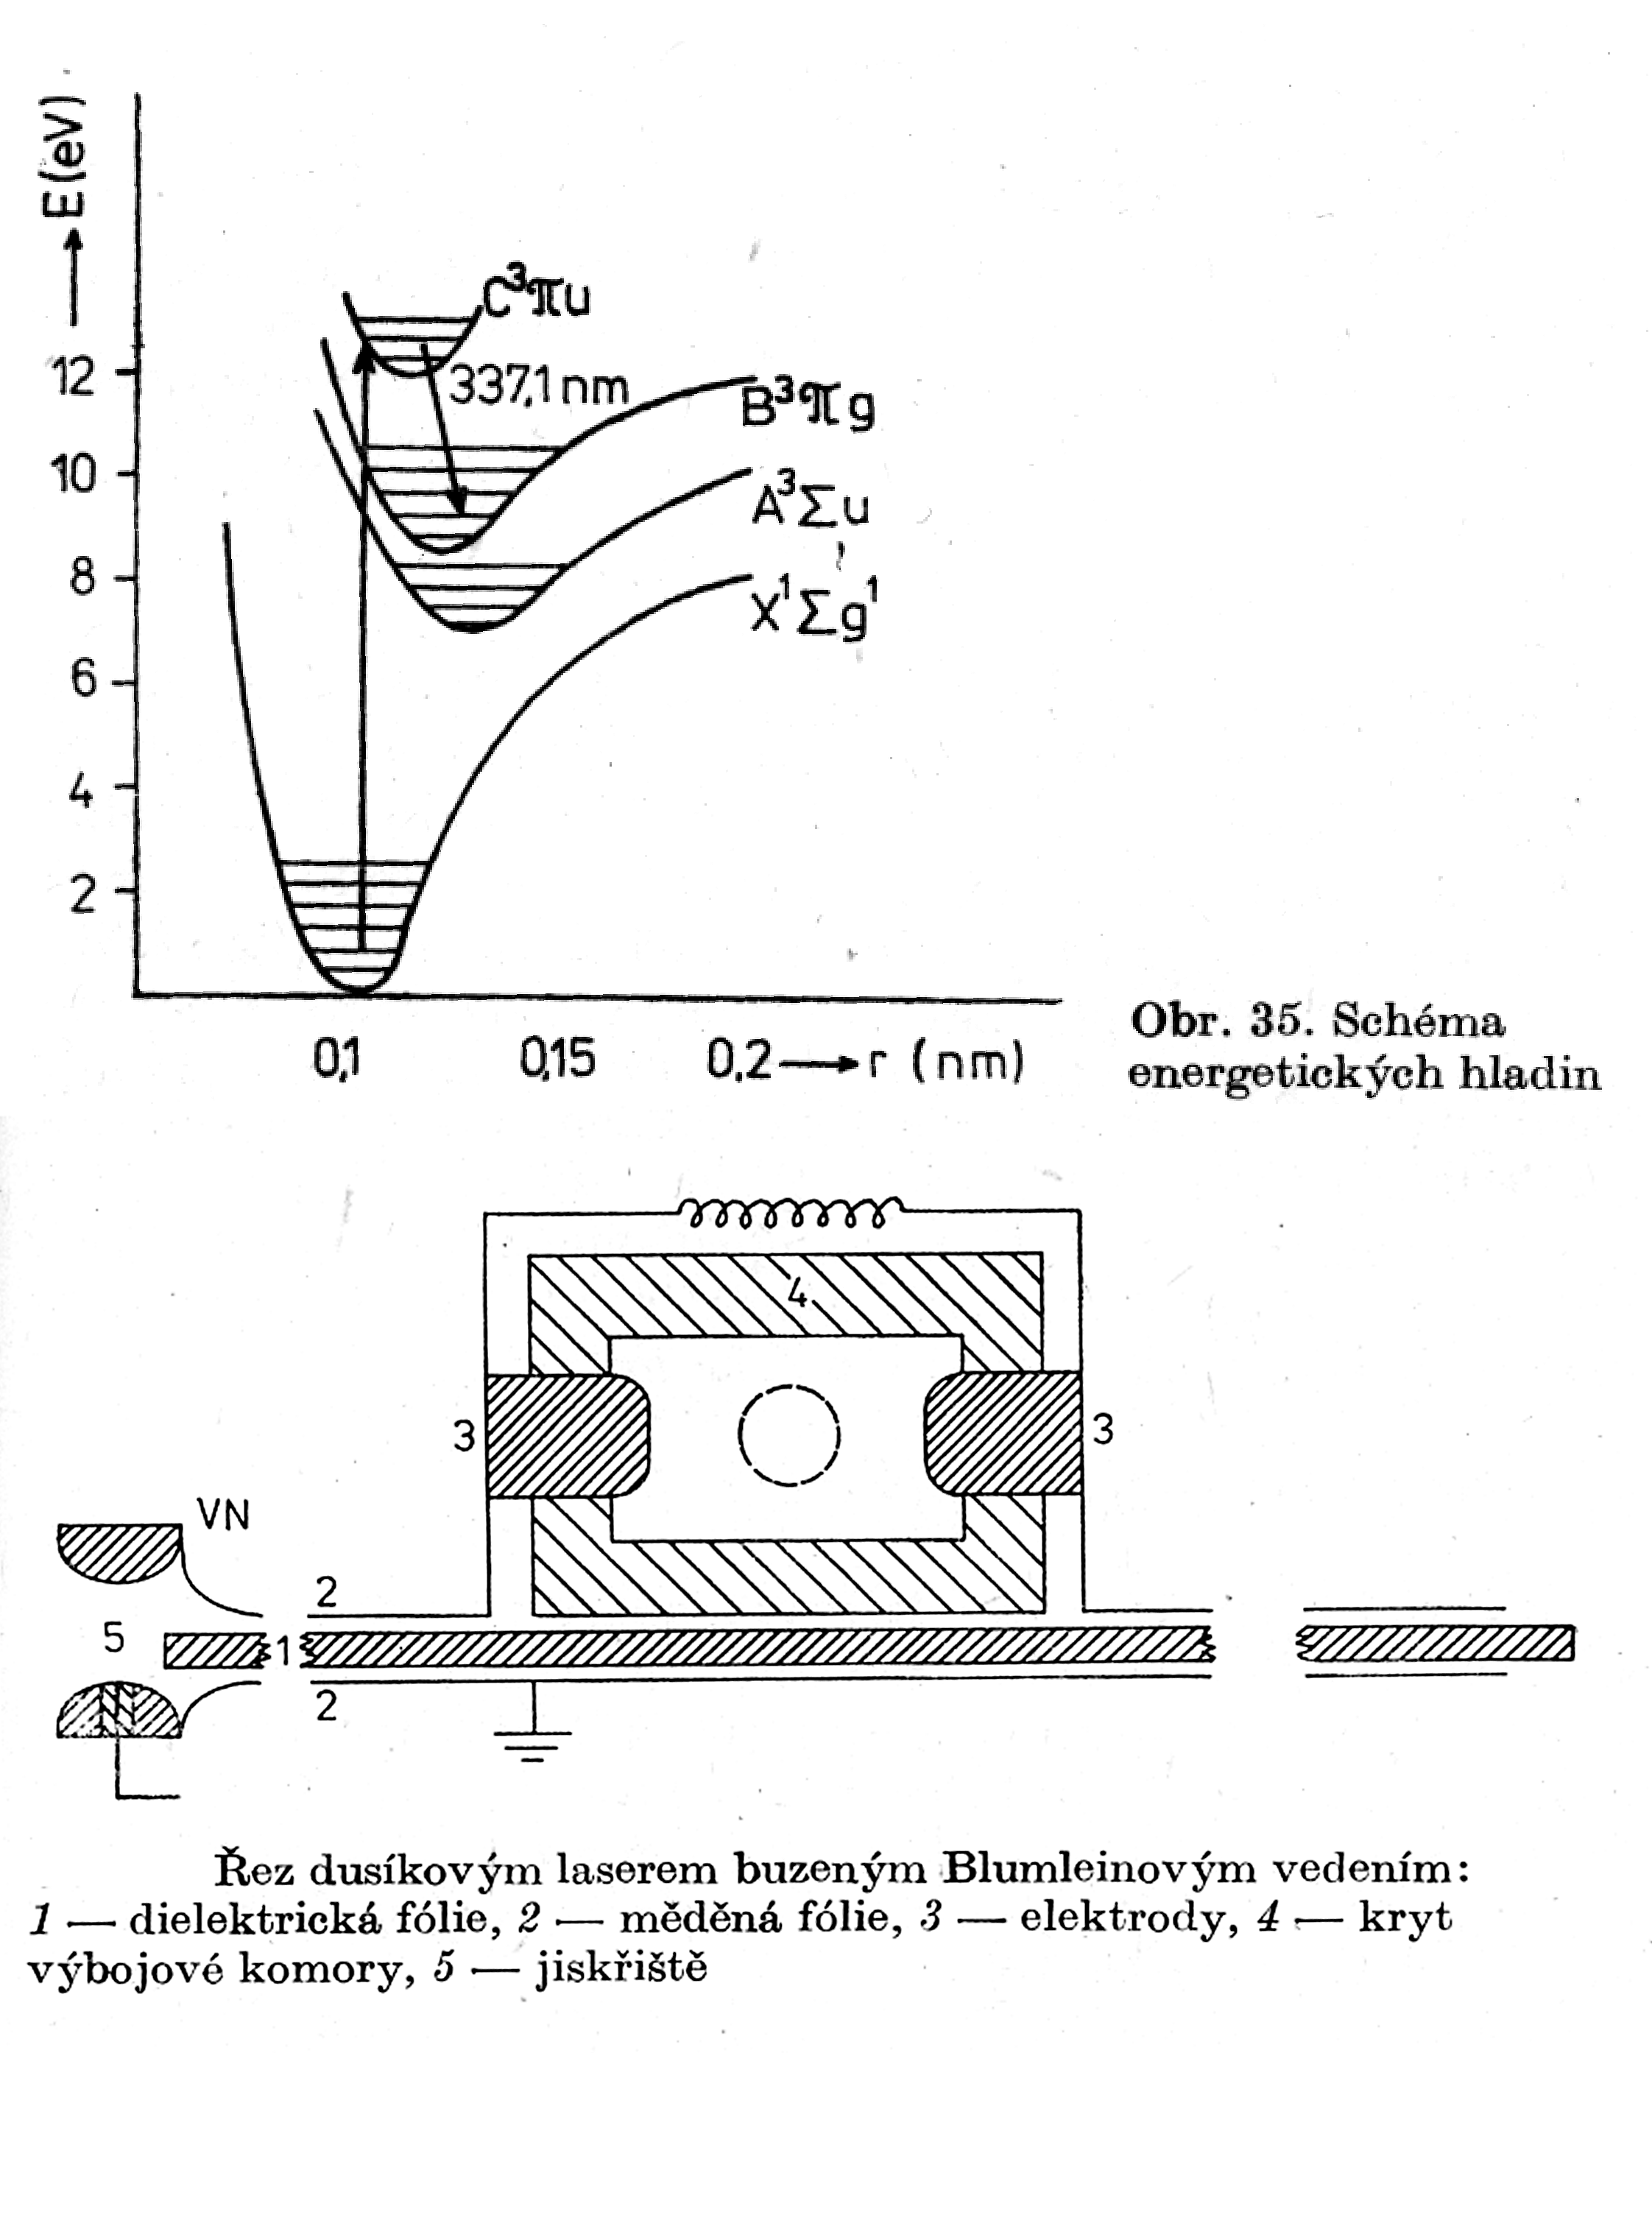 E (eV)
C³πu
12
337,1 nm
B³πg
10
A³Σu
8
X¹Σg¹
6
4
2
0,1 0,15 0,2 r (nm)
Obr. 35. Schéma
energetických hladin
4
3 3
VN
2
5
1
2
Řez dusíkovým laserem buzeným Blumleinovým vedením:
1 — dielektrická fólie, 2 — měděná fólie, 3 — elektrody, 4 — kryt
výbojové komory, 5 — jiskřiště